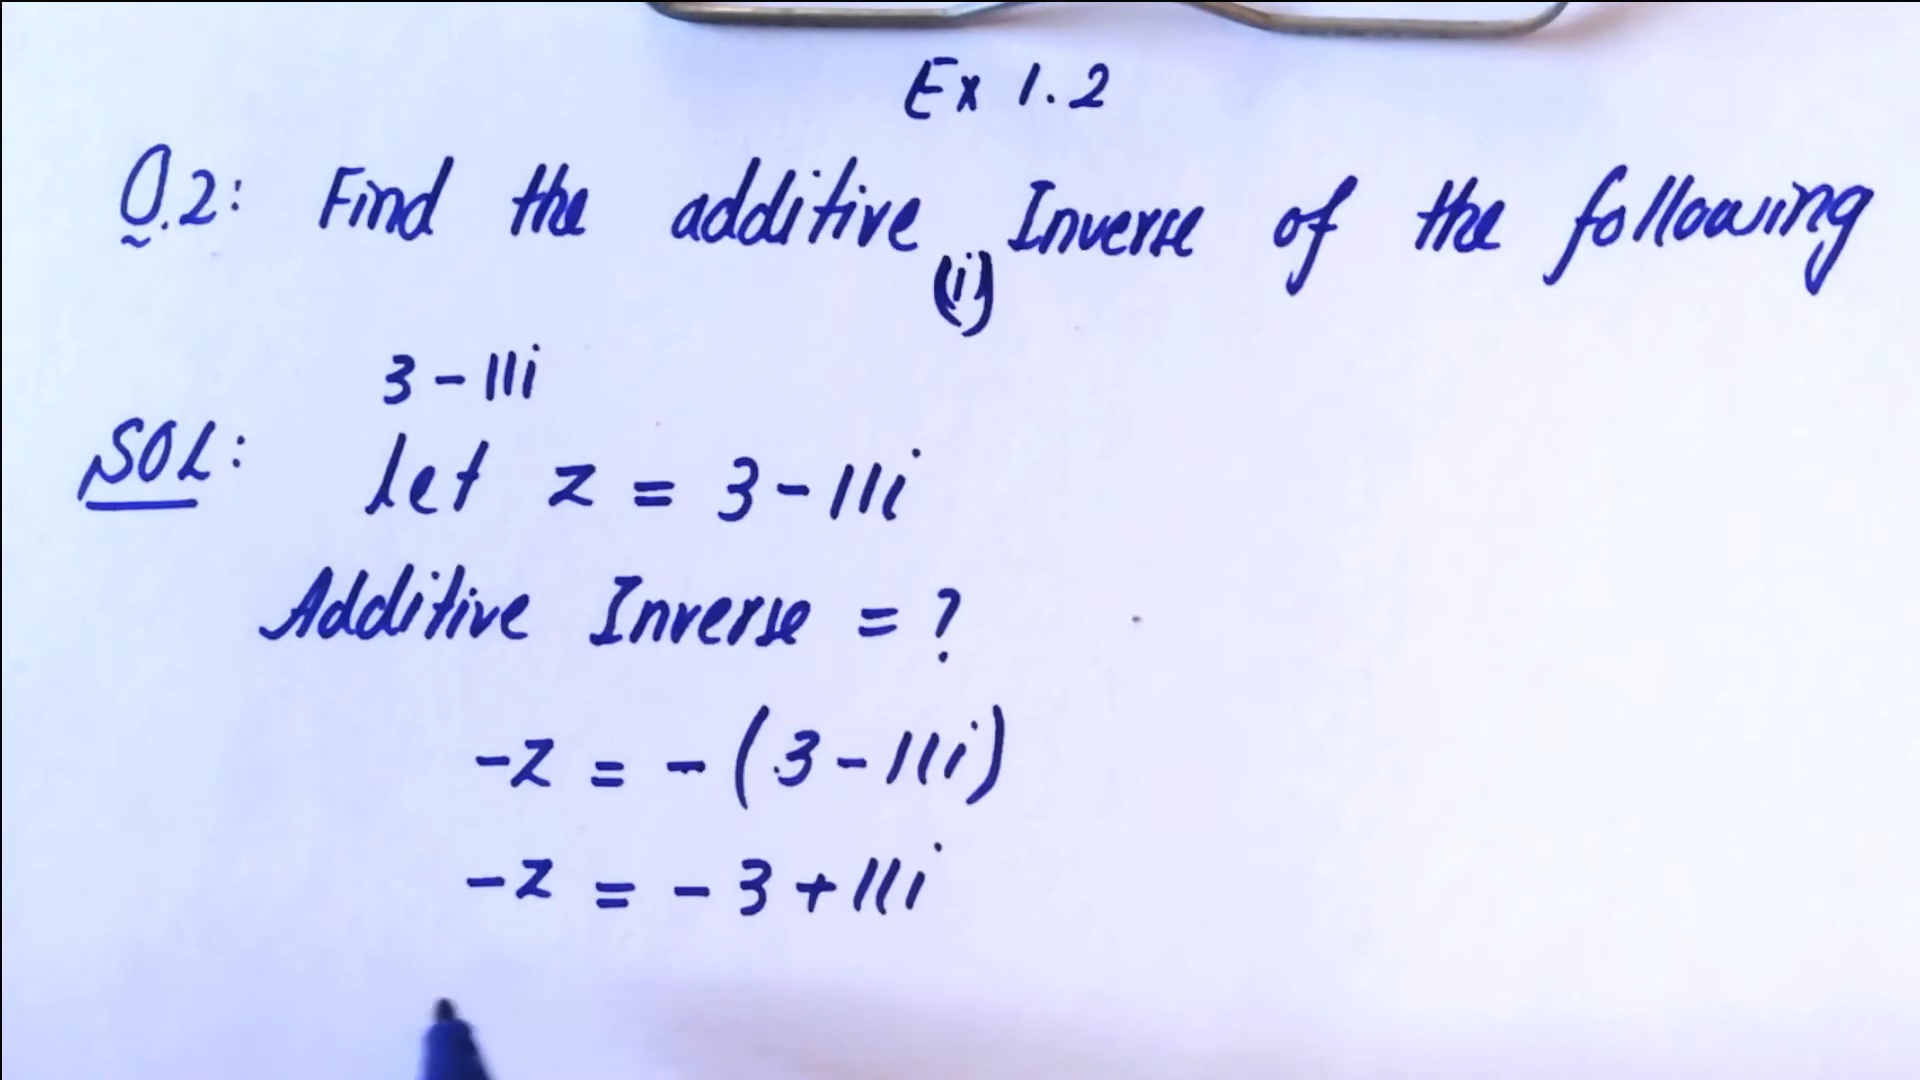 Ex 1.2
Q.2: Find the additive Inverse of the following
(i)
3 - 11i
SOL:
let z = 3 - 11i
Additive Inverse = ?
-z = - (3 - 11i)
-z = - 3 + 11i